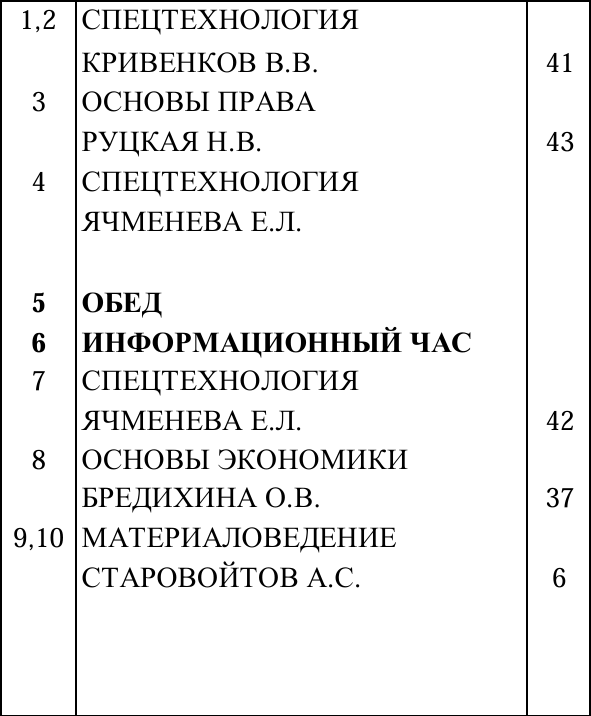 1,2 СПЕЦТЕХНОЛОГИЯ
КРИВЕНКОВ В.В. 41
3 ОСНОВЫ ПРАВА
РУЦКАЯ Н.В. 43
4 СПЕЦТЕХНОЛОГИЯ
ЯЧМЕНЕВА Е.Л.
5 ОБЕД
6 ИНФОРМАЦИОННЫЙ ЧАС
7 СПЕЦТЕХНОЛОГИЯ
ЯЧМЕНЕВА Е.Л. 42
8 ОСНОВЫ ЭКОНОМИКИ
БРЕДИХИНА О.В. 37
9,10 МАТЕРИАЛОВЕДЕНИЕ
СТАРОВОЙТОВ А.С. 6